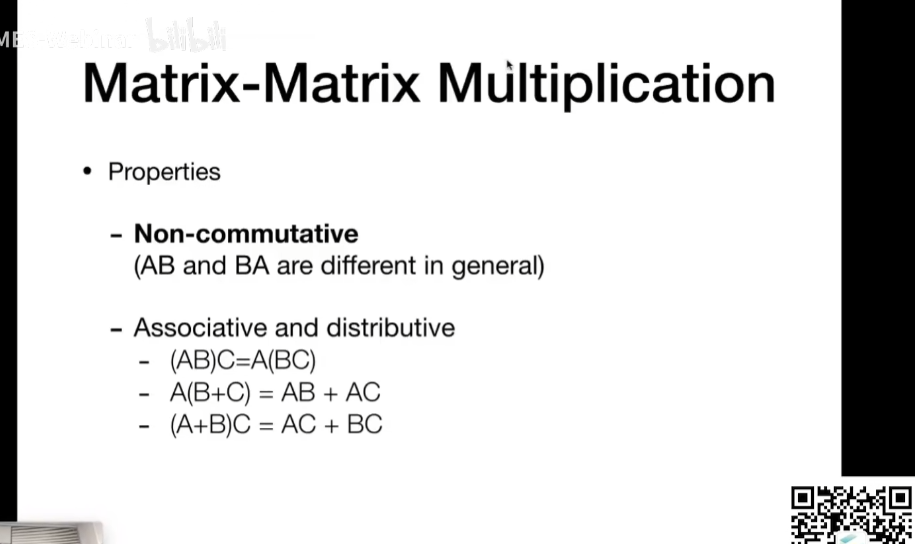 bilibili
Matrix-Matrix Multiplication
• Properties
– Non-commutative
(AB and BA are different in general)
– Associative and distributive
- (AB)C=A(BC)
- A(B+C) = AB + AC
- (A+B)C = AC + BC